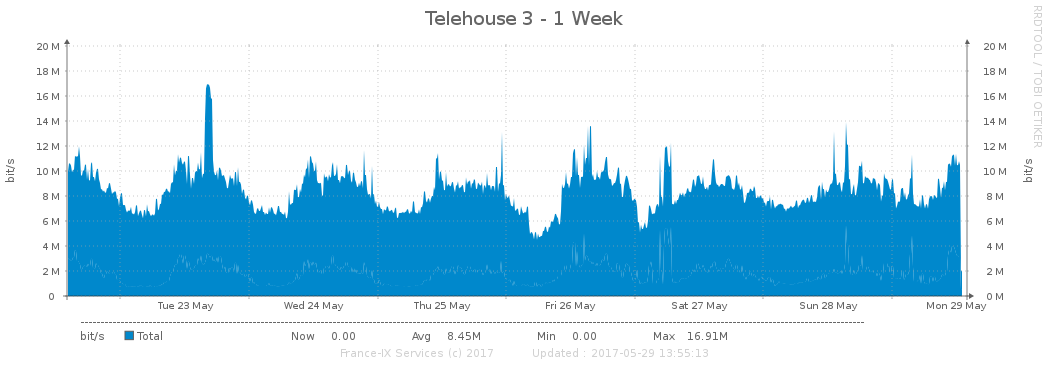 Telehouse 3 - 1 Week
RRDTOOL / TOBI OETIKER
bit/s
bit/s
20 M 20 M
18 M 18 M
16 M 16 M
14 M 14 M
12 M 12 M
10 M 10 M
8 M 8 M
6 M 6 M
4 M 4 M
2 M 2 M
0 0 M
Tue 23 May Wed 24 May Thu 25 May Fri 26 May Sat 27 May Sun 28 May Mon 29 May
bit/s Total Now 0.00 Avg 8.45M Min 0.00 Max 16.91M
France-IX Services (c) 2017 Updated : 2017-05-29 13:55:13